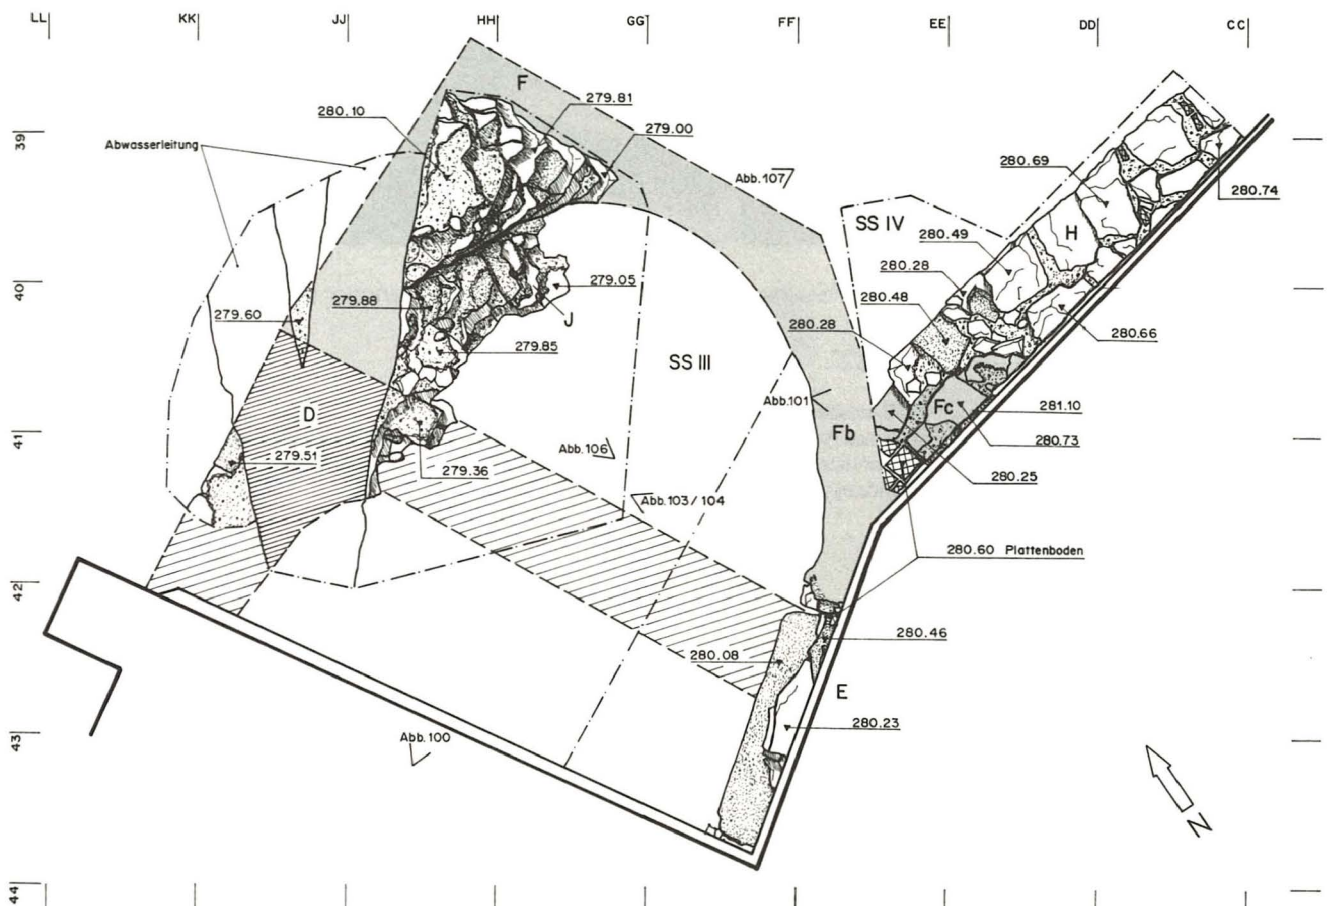 LL KK JJ HH GG FF EE DD CC
F
279.81
280.10
279.00
39
Abwasserleitung
280.69
Abb.107
280.74
SS IV
280.49
H
280.28
40
279.05
279.88
280.48
279.60
J
280.28
280.66
279.85
SS III
Abb.101
D
Fc
281.10
Fb
41
280.73
Abb.106
279.51
279.36
280.25
Abb.103/104
280.60 Plattenboden
42
280.46
280.08
E
280.23
43
Abb.100
N
44